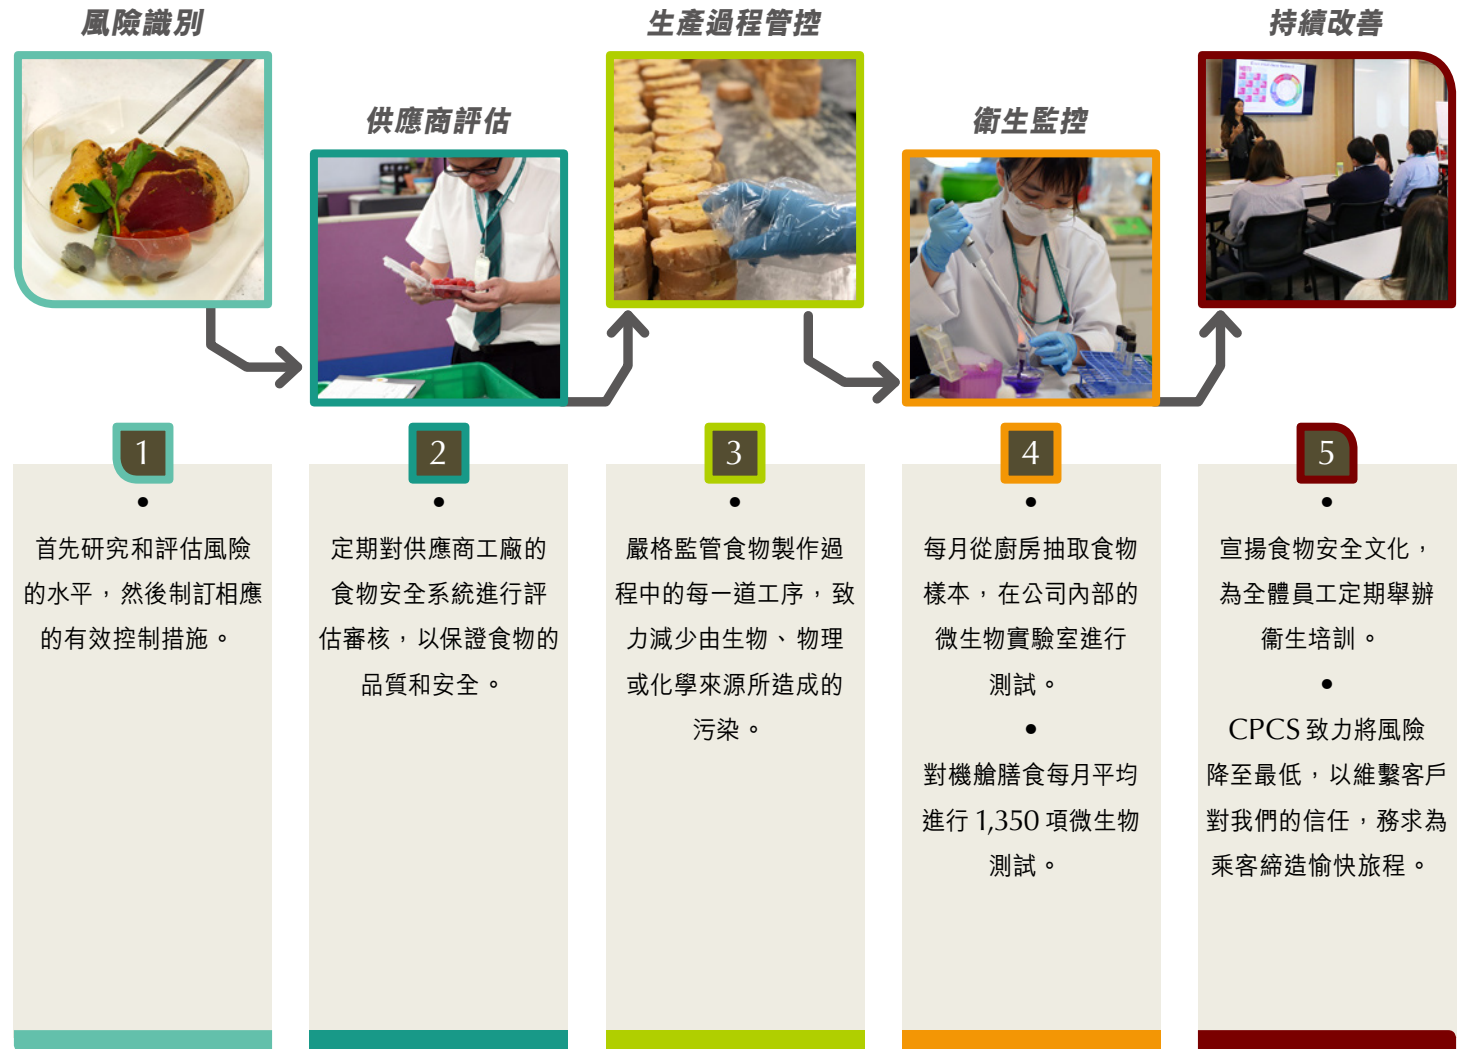 風險識別
首先研究和評估風險
的水平，然後制訂相應
的有效控制措施。
1
供應商評估
2
定期對供應商工廠的
食物安全系統進行評
估審核，以保證食物的
品質和安全。
生產過程管控
3
嚴格監管食物製作過
程中的每一道工序，致
力減少由生物、物理
或化學來源所造成的
污染。
衛生監控
4
每月從廚房抽取食物
樣本，在公司內部的
微生物實驗室進行
測試。
對機艙膳食每月平均
進行 1,350 項微生物
測試。
持續改善
5
宣揚食物安全文化，
為全體員工定期舉辦
衞生培訓。
CPCS 致力將風險
降至最低，以維繫客戶
對我們的信任，務求為
乘客締造愉快旅程。